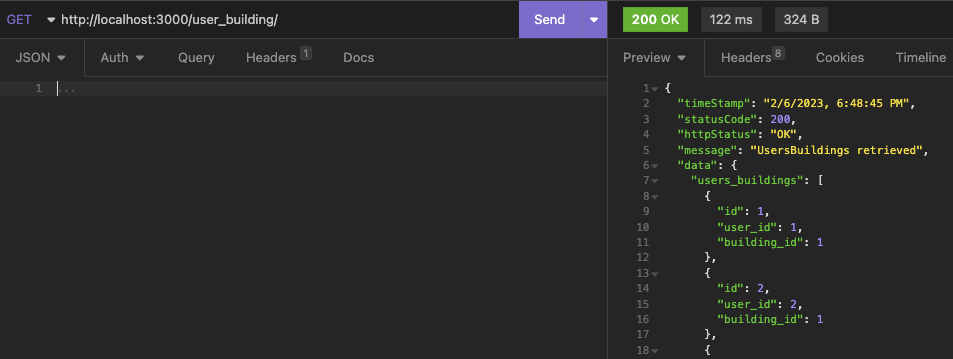 GET http://localhost:3000/user_building/ Send 200 OK 122 ms 324 B
JSON Auth Query Headers 1 Docs Preview Headers 8 Cookies Timeline
1 ...
1 {
2 "timeStamp": "2/6/2023, 6:48:45 PM",
3 "statusCode": 200,
4 "httpStatus": "OK",
5 "message": "UsersBuildings retrieved",
6 "data": {
7 "users_buildings": [
8 {
9 "id": 1,
10 "user_id": 1,
11 "building_id": 1
12 },
13 {
14 "id": 2,
15 "user_id": 2,
16 "building_id": 1
17 },
18 {